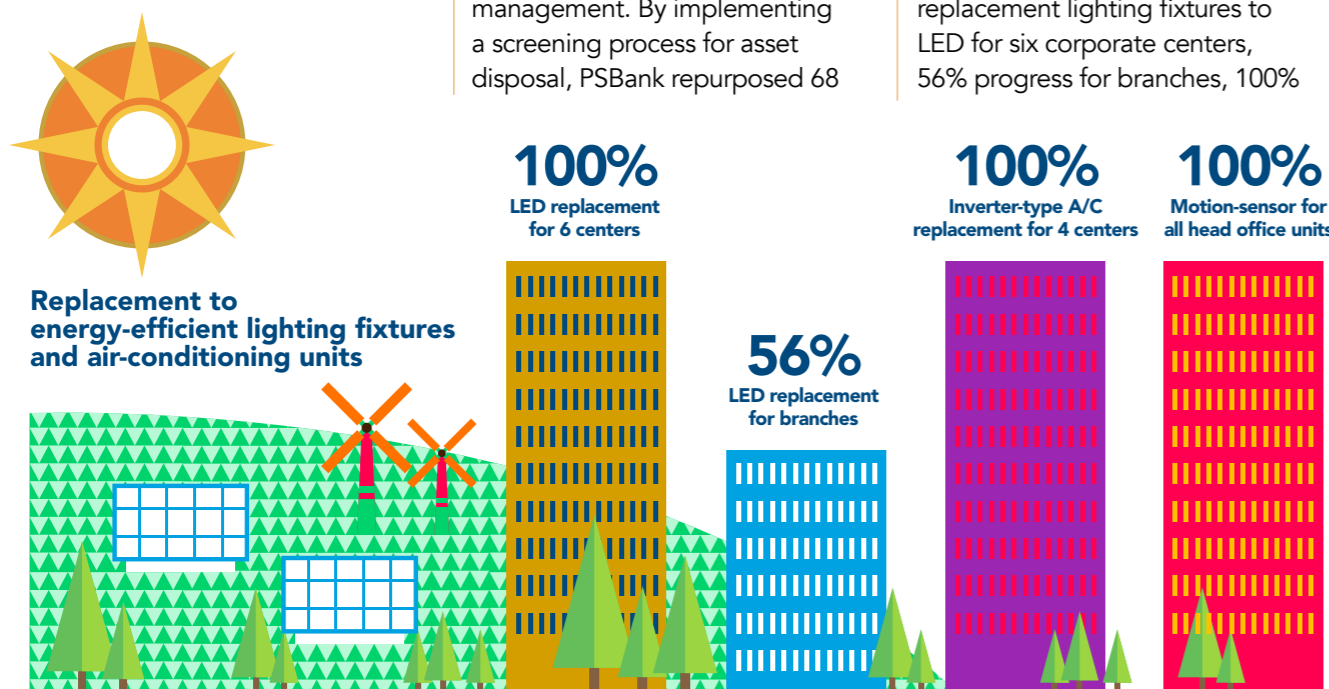 management. By implementing
a screening process for asset
disposal, PSBank repurposed 68
replacement lighting fixtures to
LED for six corporate centers,
56% progress for branches, 100%
Replacement to
energy-efficient lighting fixtures
and air-conditioning units
100%
LED replacement
for 6 centers
56%
LED replacement
for branches
100%
Inverter-type A/C
replacement for 4 centers
100%
Motion-sensor for
all head office units